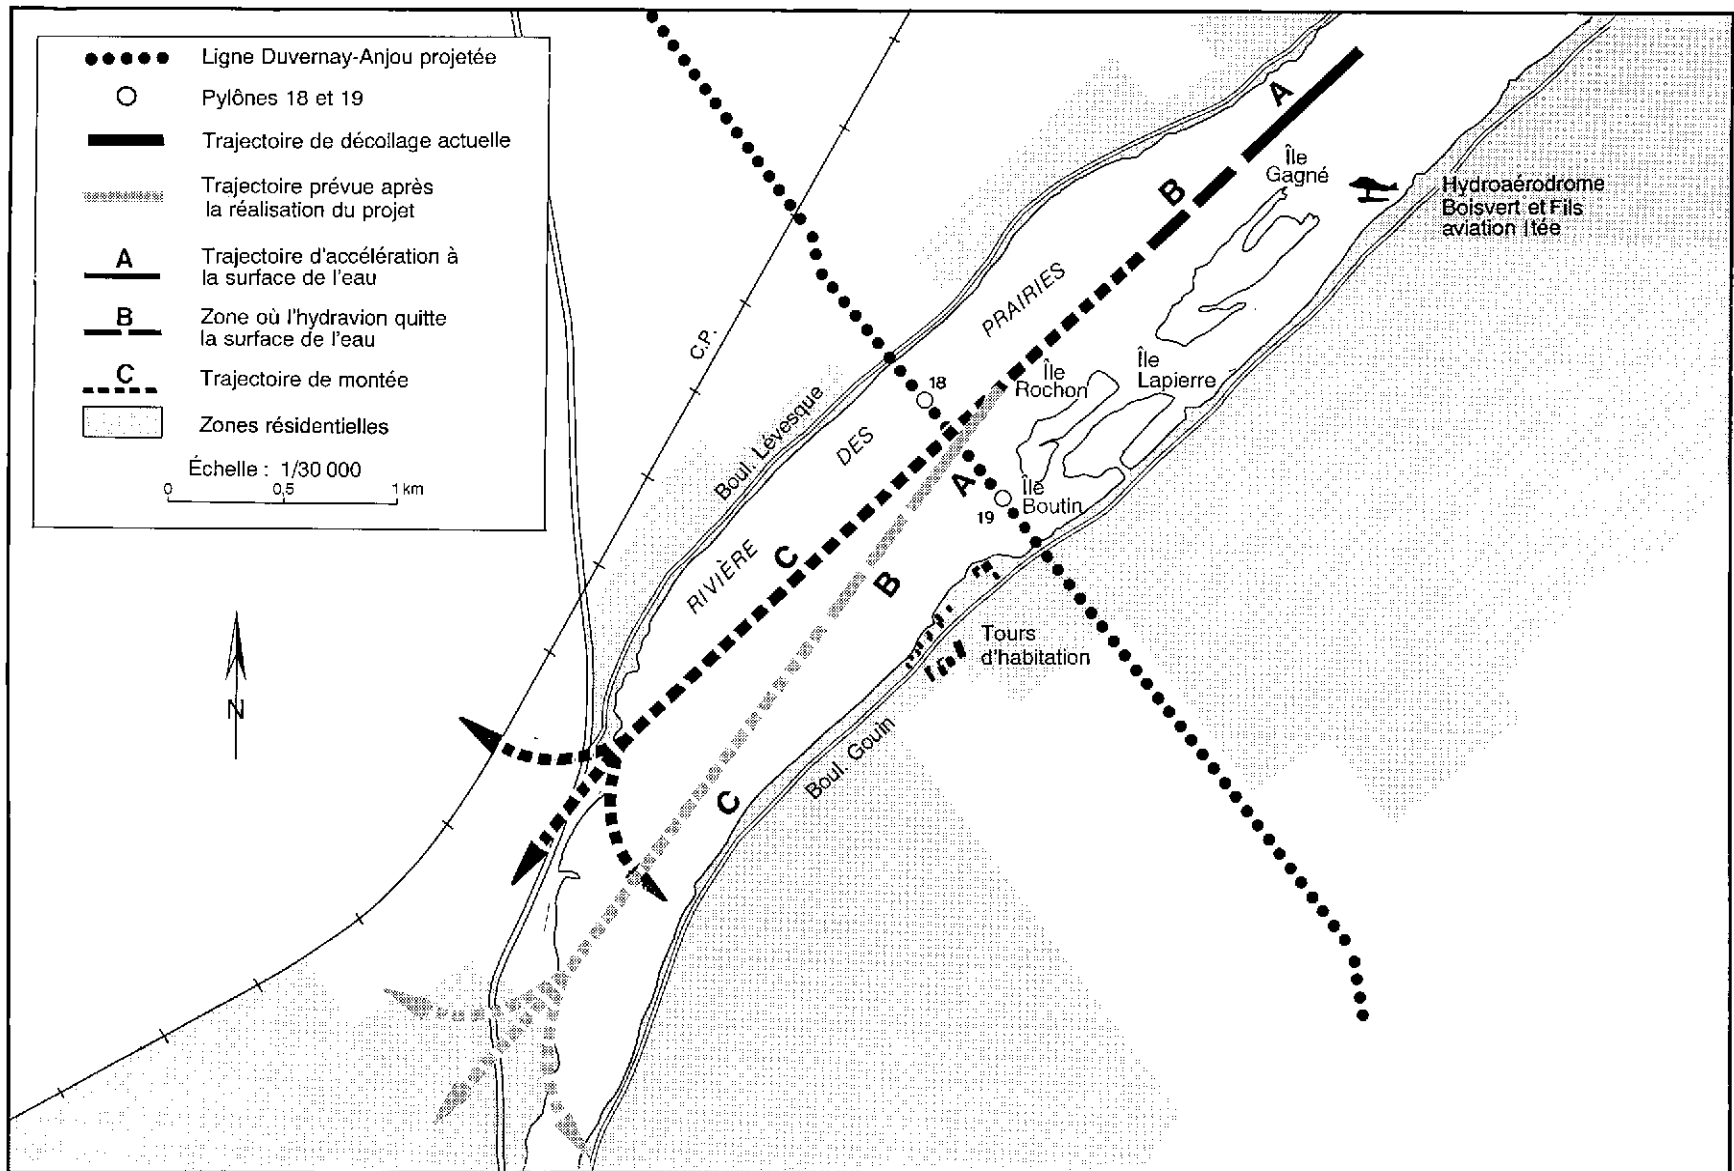 Ligne Duvernay-Anjou projetée
Pylônes 18 et 19
Trajectoire de décollage actuelle
Trajectoire prévue après
la réalisation du projet
A
Trajectoire d'accélération à
la surface de l'eau
B
Zone où l'hydravion quitte
la surface de l'eau
C
Trajectoire de montée
Zones résidentielles
Échelle : 1/30 000
0
0,5
1 km
A
Île
Gagné
B
Hydroaérodrome
Boisvert et Fils
aviation ltée
PRAIRIES
C.P.
Île
Rochon
Île
Lapierre
18
Boul. Lévesque
DES
A
19
Île
Boutin
C
RIVIÈRE
B
Tours
d'habitation
N
C
Boul. Gouin